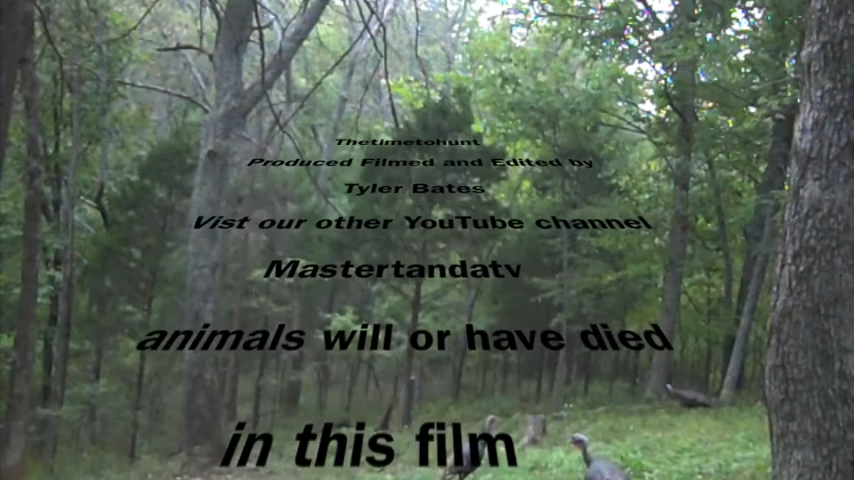 Thetimetohunt
Produced Filmed and Edited by
Tyler Bates
Vist our other YouTube channel
Mastertandatv
animals will or have died
in this film